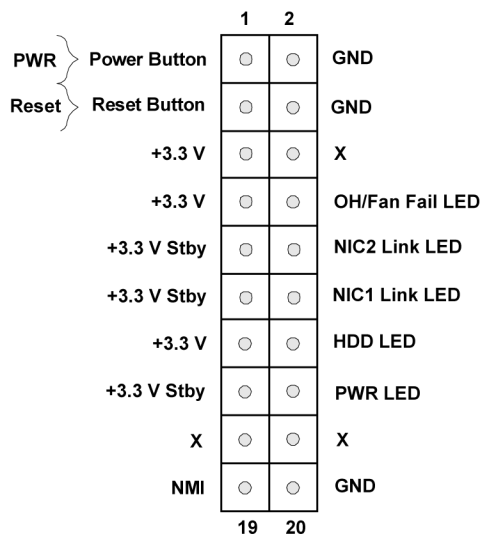 1 2
PWR Power Button GND
Reset Reset Button GND
+3.3 V X
+3.3 V OH/Fan Fail LED
+3.3 V Stby NIC2 Link LED
+3.3 V Stby NIC1 Link LED
+3.3 V HDD LED
+3.3 V Stby PWR LED
X X
NMI GND
19 20